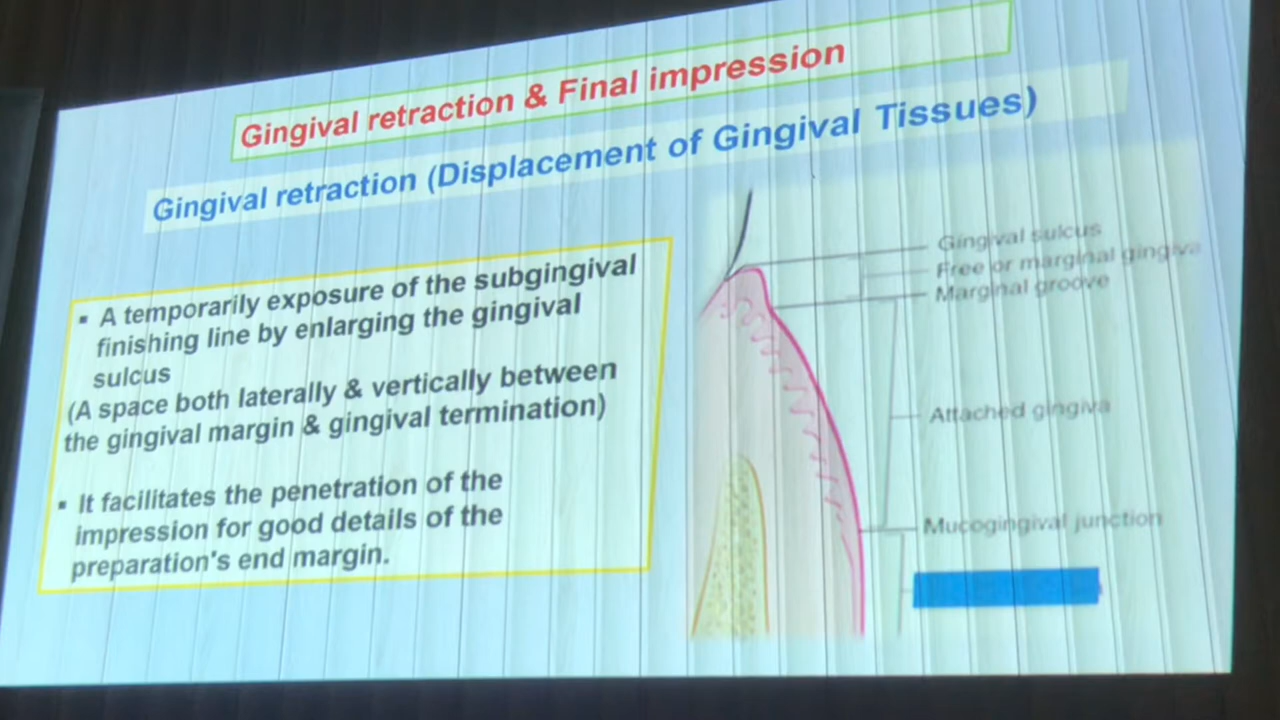 Gingival retraction & Final impression
Gingival retraction (Displacement of Gingival Tissues)
▪ A temporarily exposure of the subgingival
finishing line by enlarging the gingival
sulcus
(A space both laterally & vertically between
the gingival margin & gingival termination)
▪ It facilitates the penetration of the
impression for good details of the
preparation's end margin.
Gingival sulcus
Free or marginal gingiva
Marginal groove
Attached gingiva
Mucogingival junction